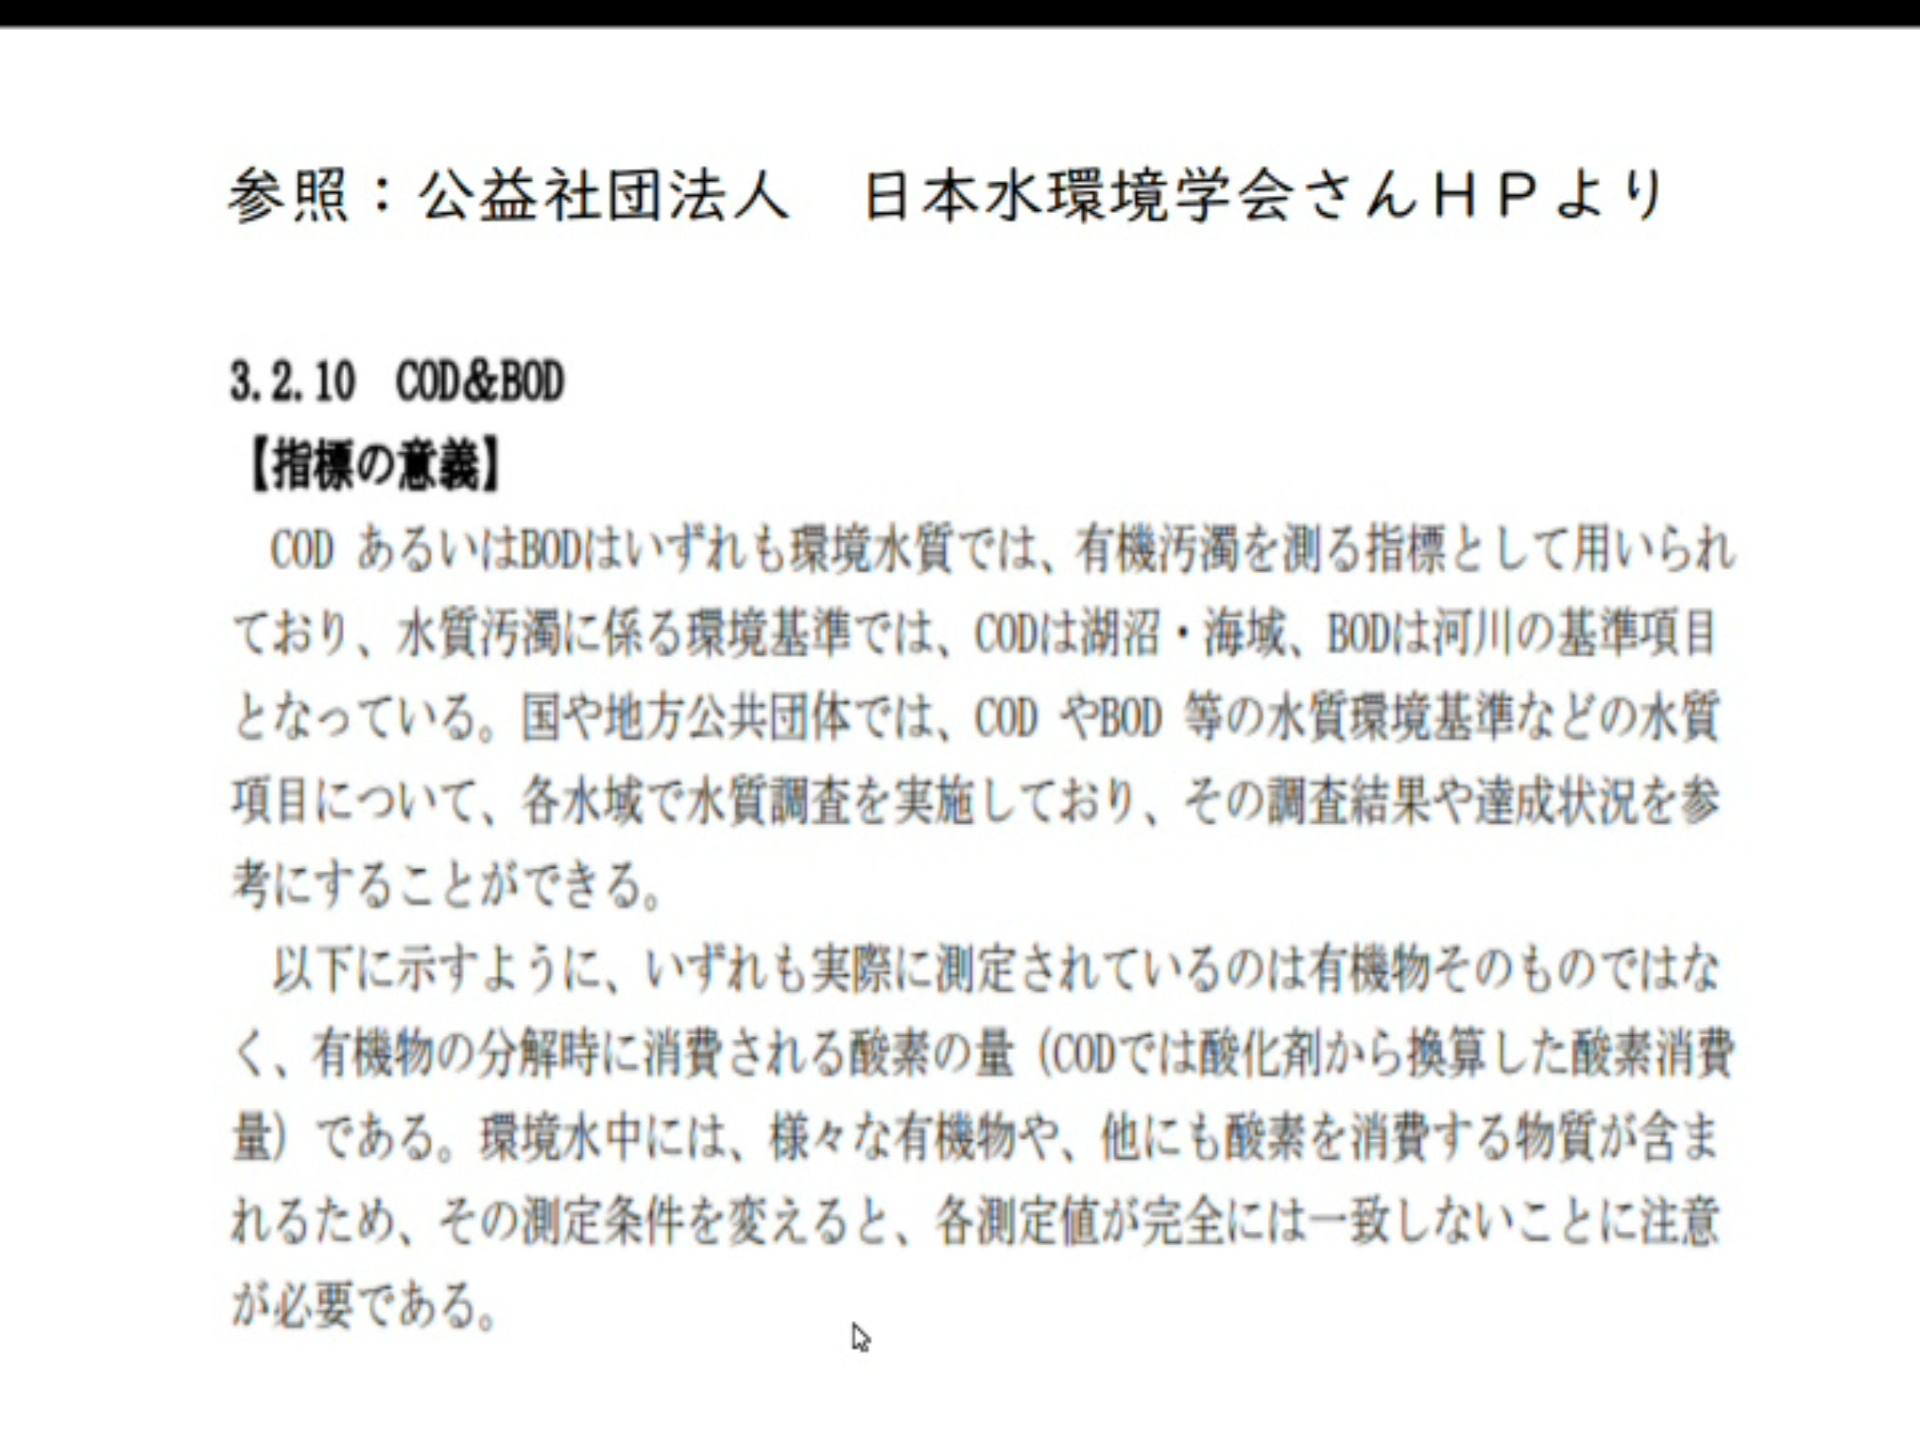 参照：公益社団法人　日本水環境学会さんＨＰより
3.2.10　COD&BOD
【指標の意義】
　COD あるいはBODはいずれも環境水質では、有機汚濁を測る指標として用いられ
ており、水質汚濁に係る環境基準では、CODは湖沼・海域、BODは河川の基準項目
となっている。国や地方公共団体では、COD やBOD 等の水質環境基準などの水質
項目について、各水域で水質調査を実施しており、その調査結果や達成状況を参
考にすることができる。
　以下に示すように、いずれも実際に測定されているのは有機物そのものではな
く、有機物の分解時に消費される酸素の量（CODでは酸化剤から換算した酸素消費
量）である。環境水中には、様々な有機物や、他にも酸素を消費する物質が含ま
れるため、その測定条件を変えると、各測定値が完全には一致しないことに注意
が必要である。